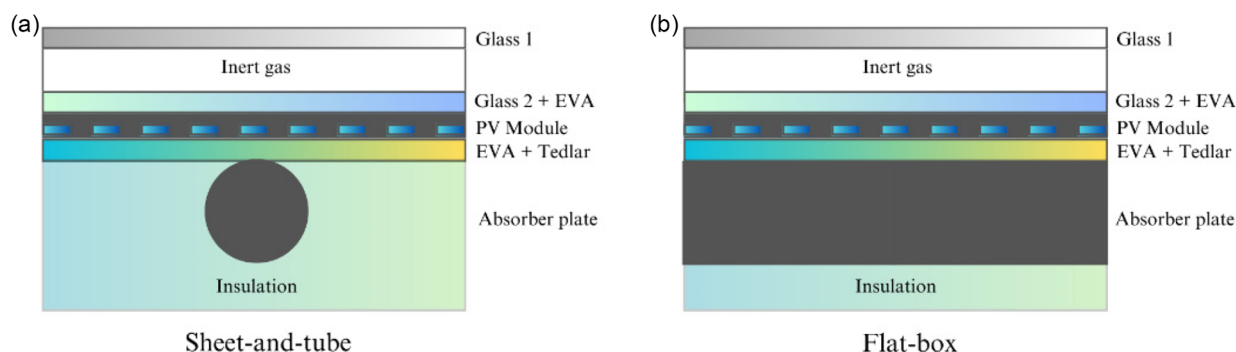 (a)
Glass 1
Inert gas
Glass 2 + EVA
PV Module
EVA + Tedlar
Absorber plate
Insulation
Sheet-and-tube
(b)
Glass 1
Inert gas
Glass 2 + EVA
PV Module
EVA + Tedlar
Absorber plate
Insulation
Flat-box